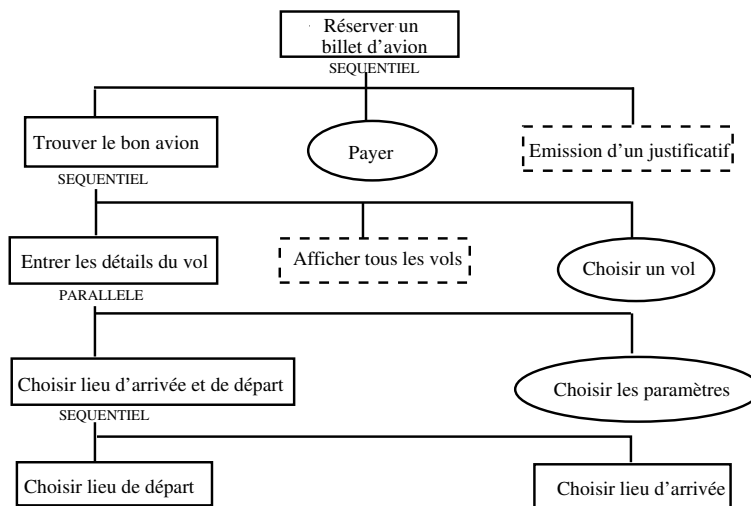 Réserver un
billet d’avion
SEQUENTIEL
Trouver le bon avion
Payer
Emission d’un justificatif
SEQUENTIEL
Entrer les détails du vol
Afficher tous les vols
Choisir un vol
PARALLELE
Choisir lieu d’arrivée et de départ
Choisir les paramètres
SEQUENTIEL
Choisir lieu de départ
Choisir lieu d’arrivée